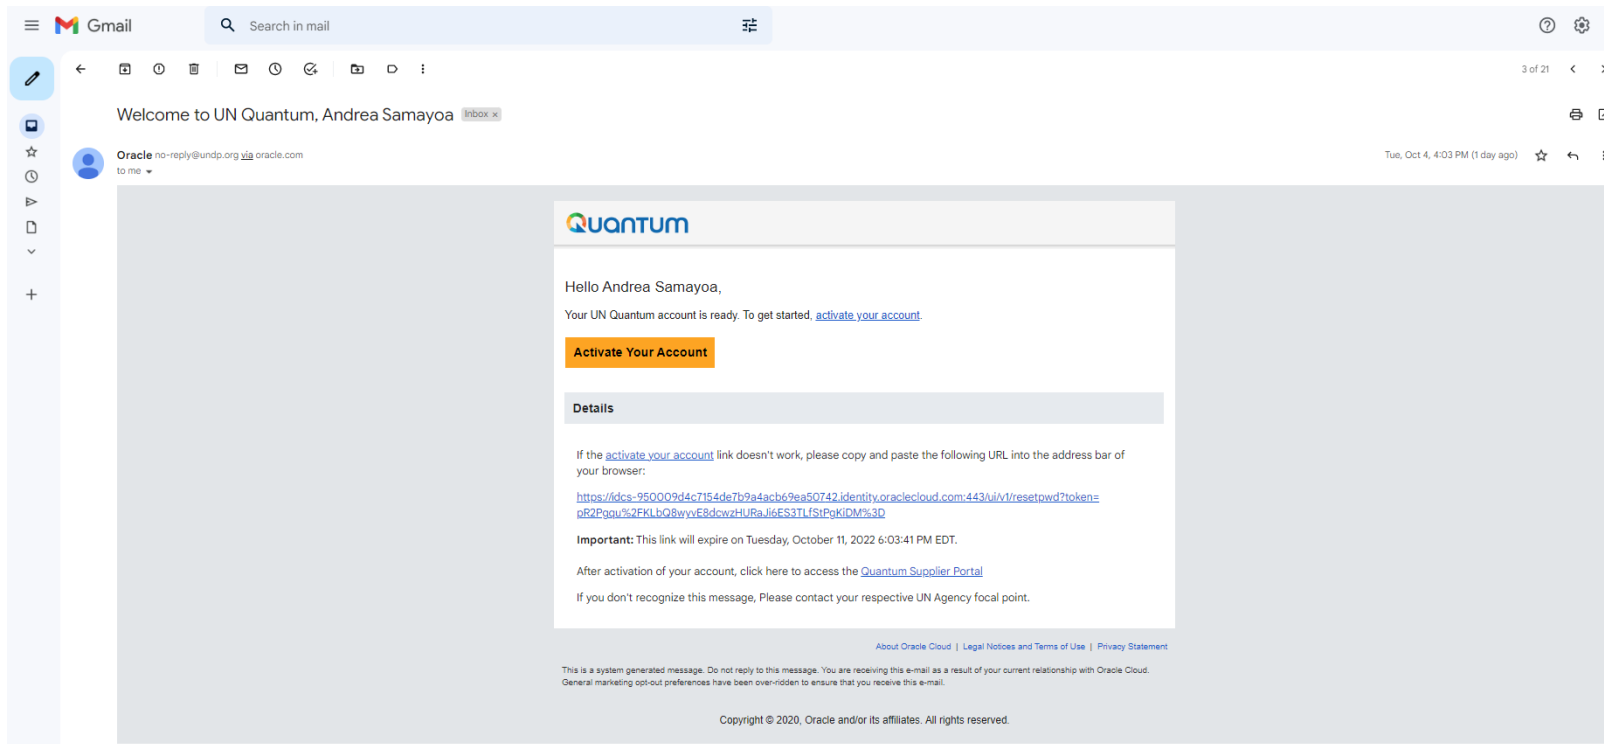 Gmail
Search in mail
3 of 21
Welcome to UN Quantum, Andrea Samayoa Inbox x
Oracle no-reply@undp.org via oracle.com
Tue, Oct 4, 4:03 PM (1 day ago)
to me
Quantum
Hello Andrea Samayoa,
Your UN Quantum account is ready. To get started, activate your account.
Activate Your Account
Details
If the activate your account link doesn't work, please copy and paste the following URL into the address bar of
your browser:
https://idcs-950009d4c7154de7b9a4acb69ea50742.identity.oraclecloud.com:443/ui/v1/resetpwd?token=
pR2Pgqu%2FKLbQ8wyvE8dcwzHURaJi6ES3TLfStPgKiDM%3D
Important: This link will expire on Tuesday, October 11, 2022 6:03:41 PM EDT.
After activation of your account, click here to access the Quantum Supplier Portal
If you don't recognize this message, Please contact your respective UN Agency focal point.
About Oracle Cloud | Legal Notices and Terms of Use | Privacy Statement
This is a system generated message. Do not reply to this message. You are receiving this e-mail as a result of your current relationship with Oracle Cloud.
General marketing opt-out preferences have been over-ridden to ensure that you receive this e-mail.
Copyright © 2020, Oracle and/or its affiliates. All rights reserved.